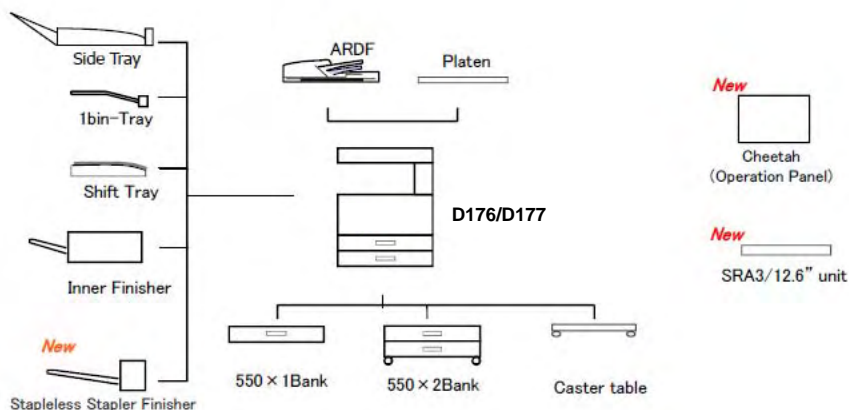 Side Tray
1bin-Tray
Shift Tray
Inner Finisher
New
Stapleless Stapler Finisher
ARDF
Platen
D176/D177
550×1Bank
550×2Bank
Caster table
New
Cheetah
(Operation Panel)
New
SRA3/12.6” unit